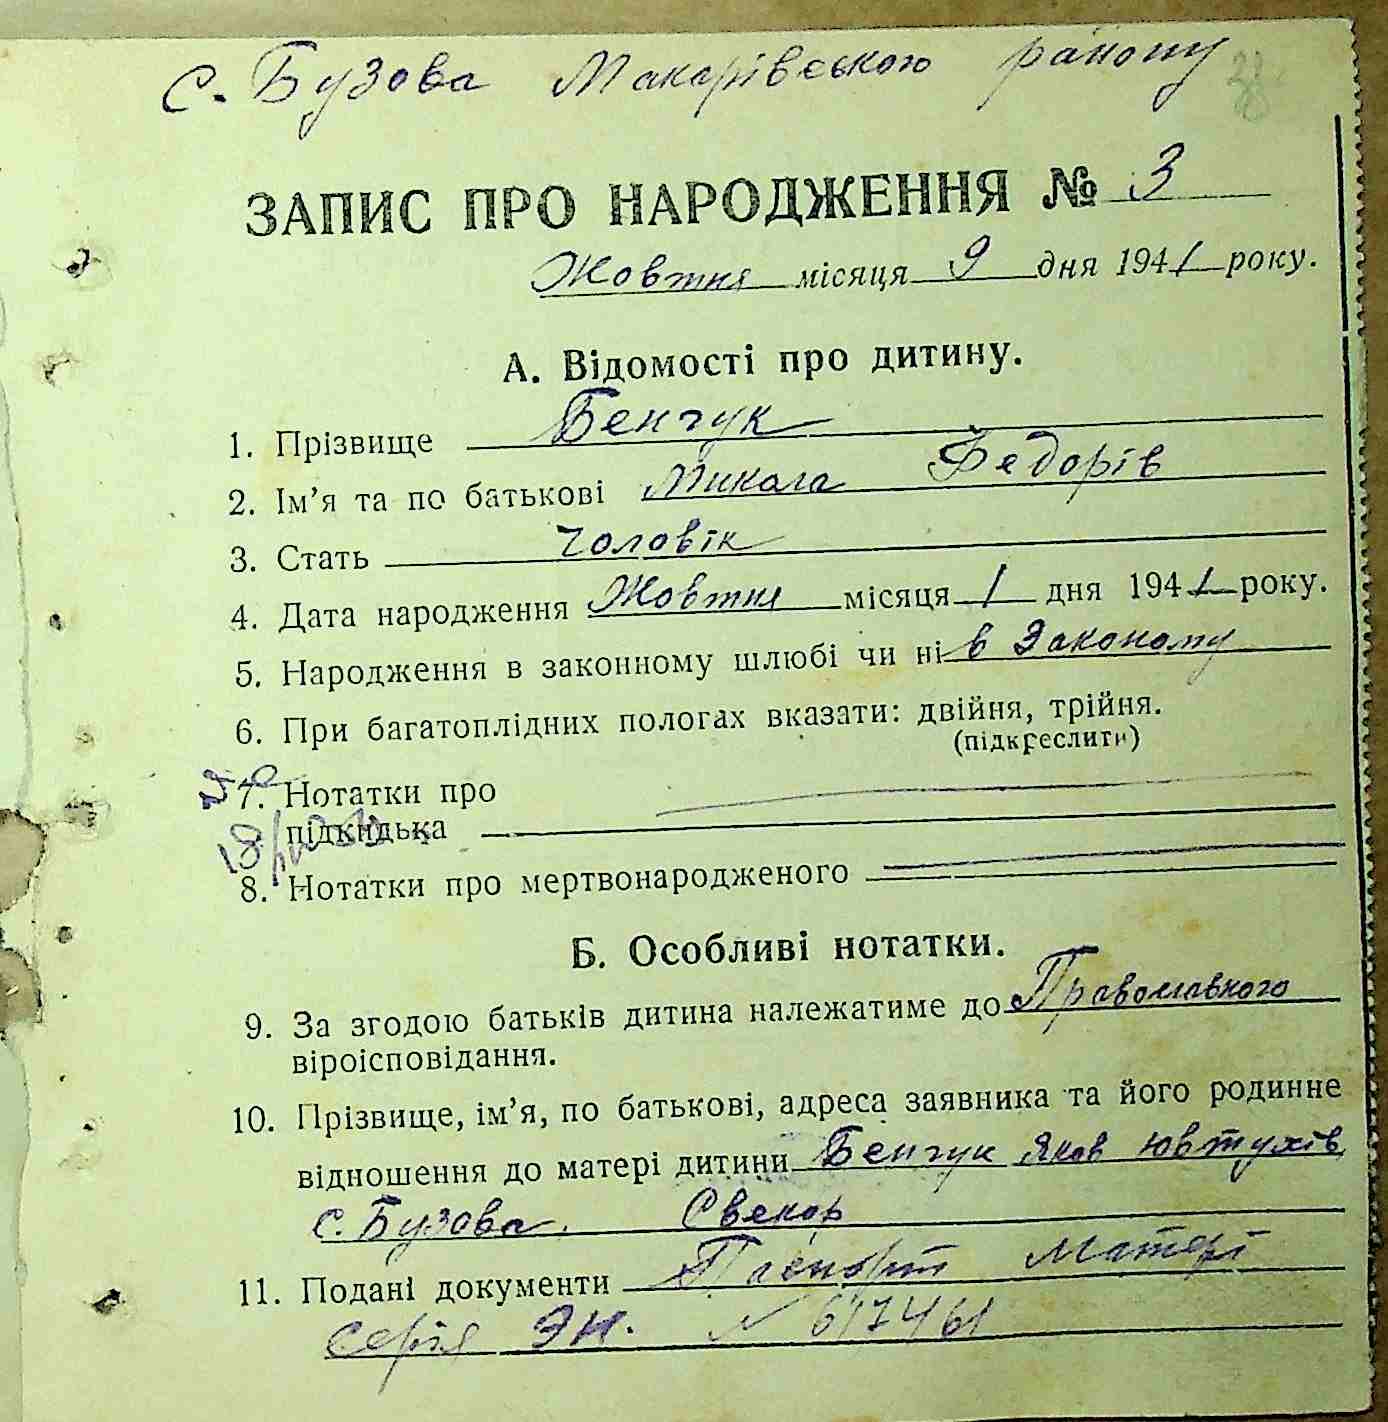 с. Бузова Макарівського району
ЗАПИС ПРО НАРОДЖЕННЯ № 3
Жовтня місяця 9 дня 1941 року.
А. Відомості про дитину.
1. Прізвище Бенчук
2. Ім'я та по батькові Микола Федорів
3. Стать чоловік
4. Дата народження Жовтня місяця 1 дня 1941 року.
5. Народження в законному шлюбі чи ні в Законому
6. При багатоплідних пологах вказати: двійня, трійня.
(підкреслити)
7. Нотатки про
підкидька
8. Нотатки про мертвонародженого
Б. Особливі нотатки.
9. За згодою батьків дитина належатиме до Православного
віроісповідання.
10. Прізвище, ім'я, по батькові, адреса заявника та його родинне
відношення до матері дитини Бенчук Яков Ювтухів
с. Бузова. Свекор
11. Подані документи Паспорт Матері
Серія ЭН. № 617461